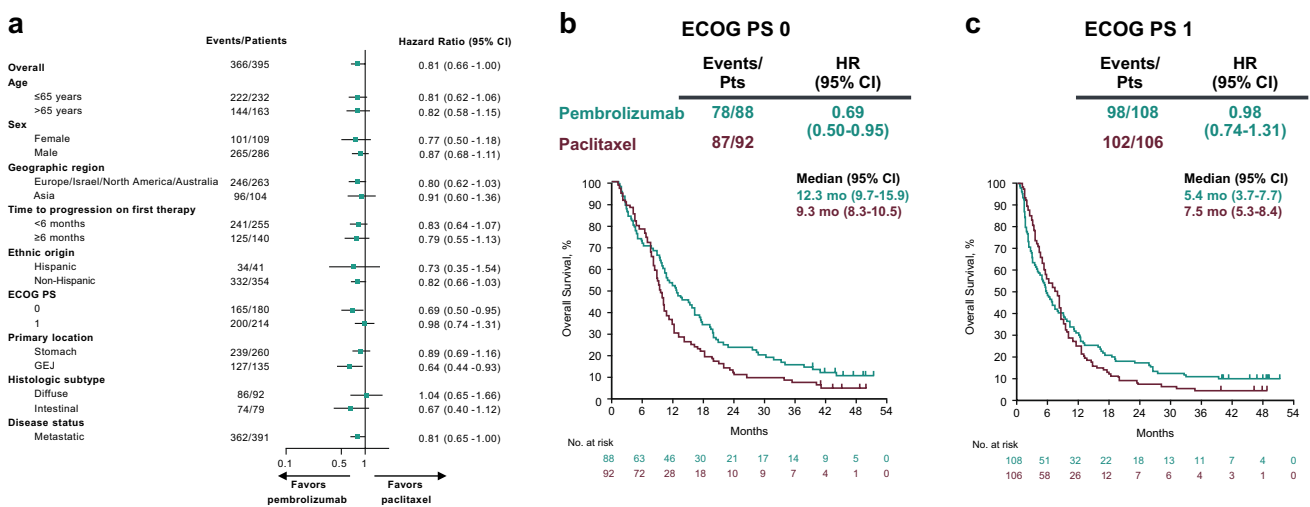 a
Events/Patients Hazard Ratio (95% CI)
Overall 366/395 0.81 (0.66 -1.00)
Age
≤65 years 222/232 0.81 (0.62 -1.06)
>65 years 144/163 0.82 (0.58 -1.15)
Sex
Female 101/109 0.77 (0.50 -1.18)
Male 265/286 0.87 (0.68 -1.11)
Geographic region
Europe/Israel/North America/Australia 246/263 0.80 (0.62 -1.03)
Asia 96/104 0.91 (0.60 -1.36)
Time to progression on first therapy
<6 months 241/255 0.83 (0.64 -1.07)
≥6 months 125/140 0.79 (0.55 -1.13)
Ethnic origin
Hispanic 34/41 0.73 (0.35 -1.54)
Non-Hispanic 332/354 0.82 (0.66 -1.03)
ECOG PS
0 165/180 0.69 (0.50 -0.95)
1 200/214 0.98 (0.74 -1.31)
Primary location
Stomach 239/260 0.89 (0.69 -1.16)
GEJ 127/135 0.64 (0.44 -0.93)
Histologic subtype
Diffuse 86/92 1.04 (0.65 -1.66)
Intestinal 74/79 0.67 (0.40 -1.12)
Disease status
Metastatic 362/391 0.81 (0.65 -1.00)
0.1 0.5 1
Favors pembrolizumab
Favors paclitaxel
b
ECOG PS 0
Events/ Pts
HR (95% CI)
Pembrolizumab 78/88 0.69 (0.50-0.95)
Paclitaxel 87/92
Median (95% CI)
12.3 mo (9.7-15.9)
9.3 mo (8.3-10.5)
Overall Survival, %
100
90
80
70
60
50
40
30
20
10
0
0 6 12 18 24 30 36 42 48 54
Months
No. at risk
88 63 46 30 21 17 14 9 5 0
92 72 28 18 10 9 7 4 1 0
c
ECOG PS 1
Events/ Pts
HR (95% CI)
98/108 0.98 (0.74-1.31)
102/106
Median (95% CI)
5.4 mo (3.7-7.7)
7.5 mo (5.3-8.4)
Overall Survival, %
100
90
80
70
60
50
40
30
20
10
0
0 6 12 18 24 30 36 42 48 54
Months
No. at risk
108 51 32 22 18 13 11 7 4 0
106 58 26 12 7 6 4 3 1 0